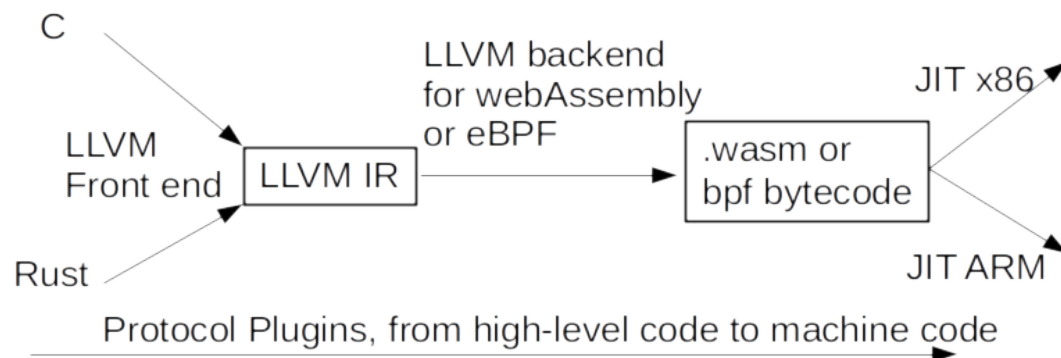 C
LLVM
Front end
Rust
LLVM IR
LLVM backend
for webAssembly
or eBPF
.wasm or
bpf bytecode
JIT x86
JIT ARM
Protocol Plugins, from high-level code to machine code